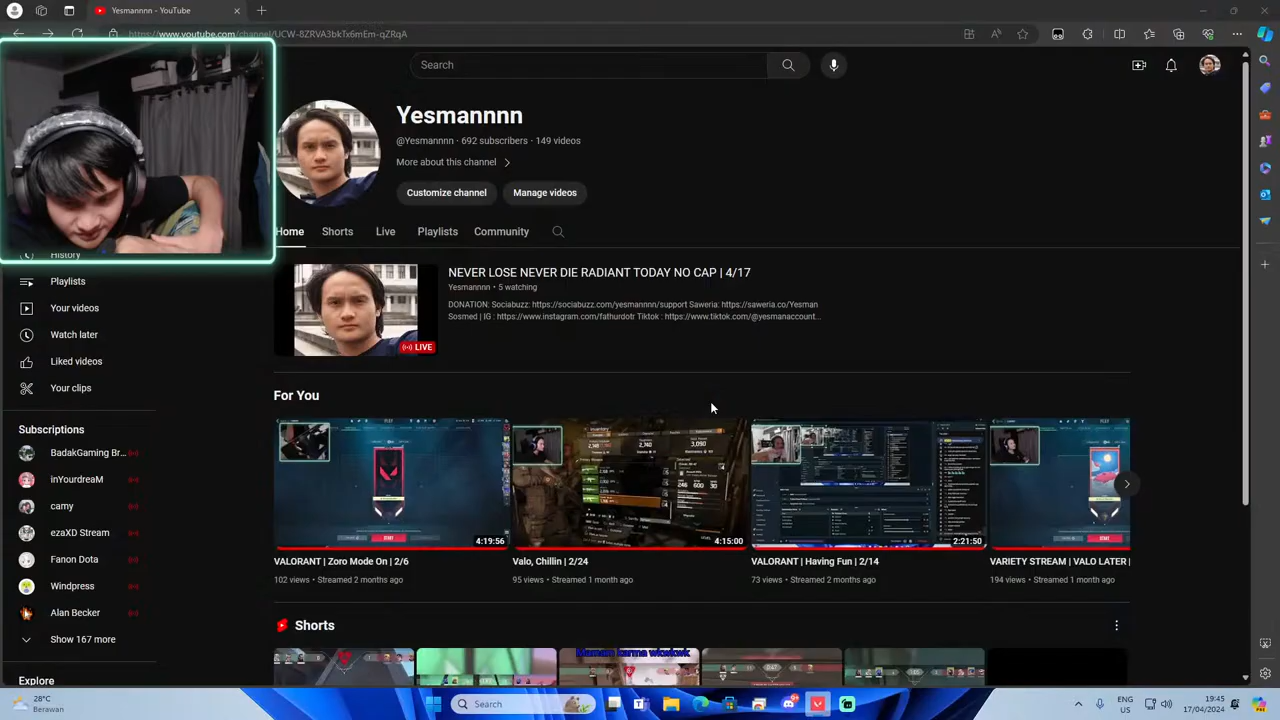 Yesmannnn - YouTube
https://www.youtube.com/channel/UCW-8ZRVA3bkTx6mEm-qZRqA
Search
Yesmannnn
@Yesmannnn · 692 subscribers · 149 videos
More about this channel
Customize channel
Manage videos
Home
Shorts
Live
Playlists
Community
History
Playlists
Your videos
Watch later
Liked videos
Your clips
Subscriptions
BadakGaming Br...
inYourdreaM
camy
ezaXD Stream
Fanon Dota
Windpress
Alan Becker
Show 167 more
Explore
NEVER LOSE NEVER DIE RADIANT TODAY NO CAP | 4/17
Yesmannnn • 5 watching
DONATION: Sociabuzz: https://sociabuzz.com/yesmannnn/support Saweria: https://saweria.co/Yesman
Sosmed | IG : https://www.instagram.com/fathurdotr Tiktok : https://www.tiktok.com/@yesmanaccount...
LIVE
For You
4:19:56
4:15:00
2:21:50
VALORANT | Zoro Mode On | 2/6
102 views • Streamed 2 months ago
Valo, Chillin | 2/24
95 views • Streamed 1 month ago
VALORANT | Having Fun | 2/14
73 views • Streamed 2 months ago
VARIETY STREAM | VALO LATER |
194 views • Streamed 1 month ago
Shorts
28°C
Berawan
Search
ENG
US
19:45
17/04/2024